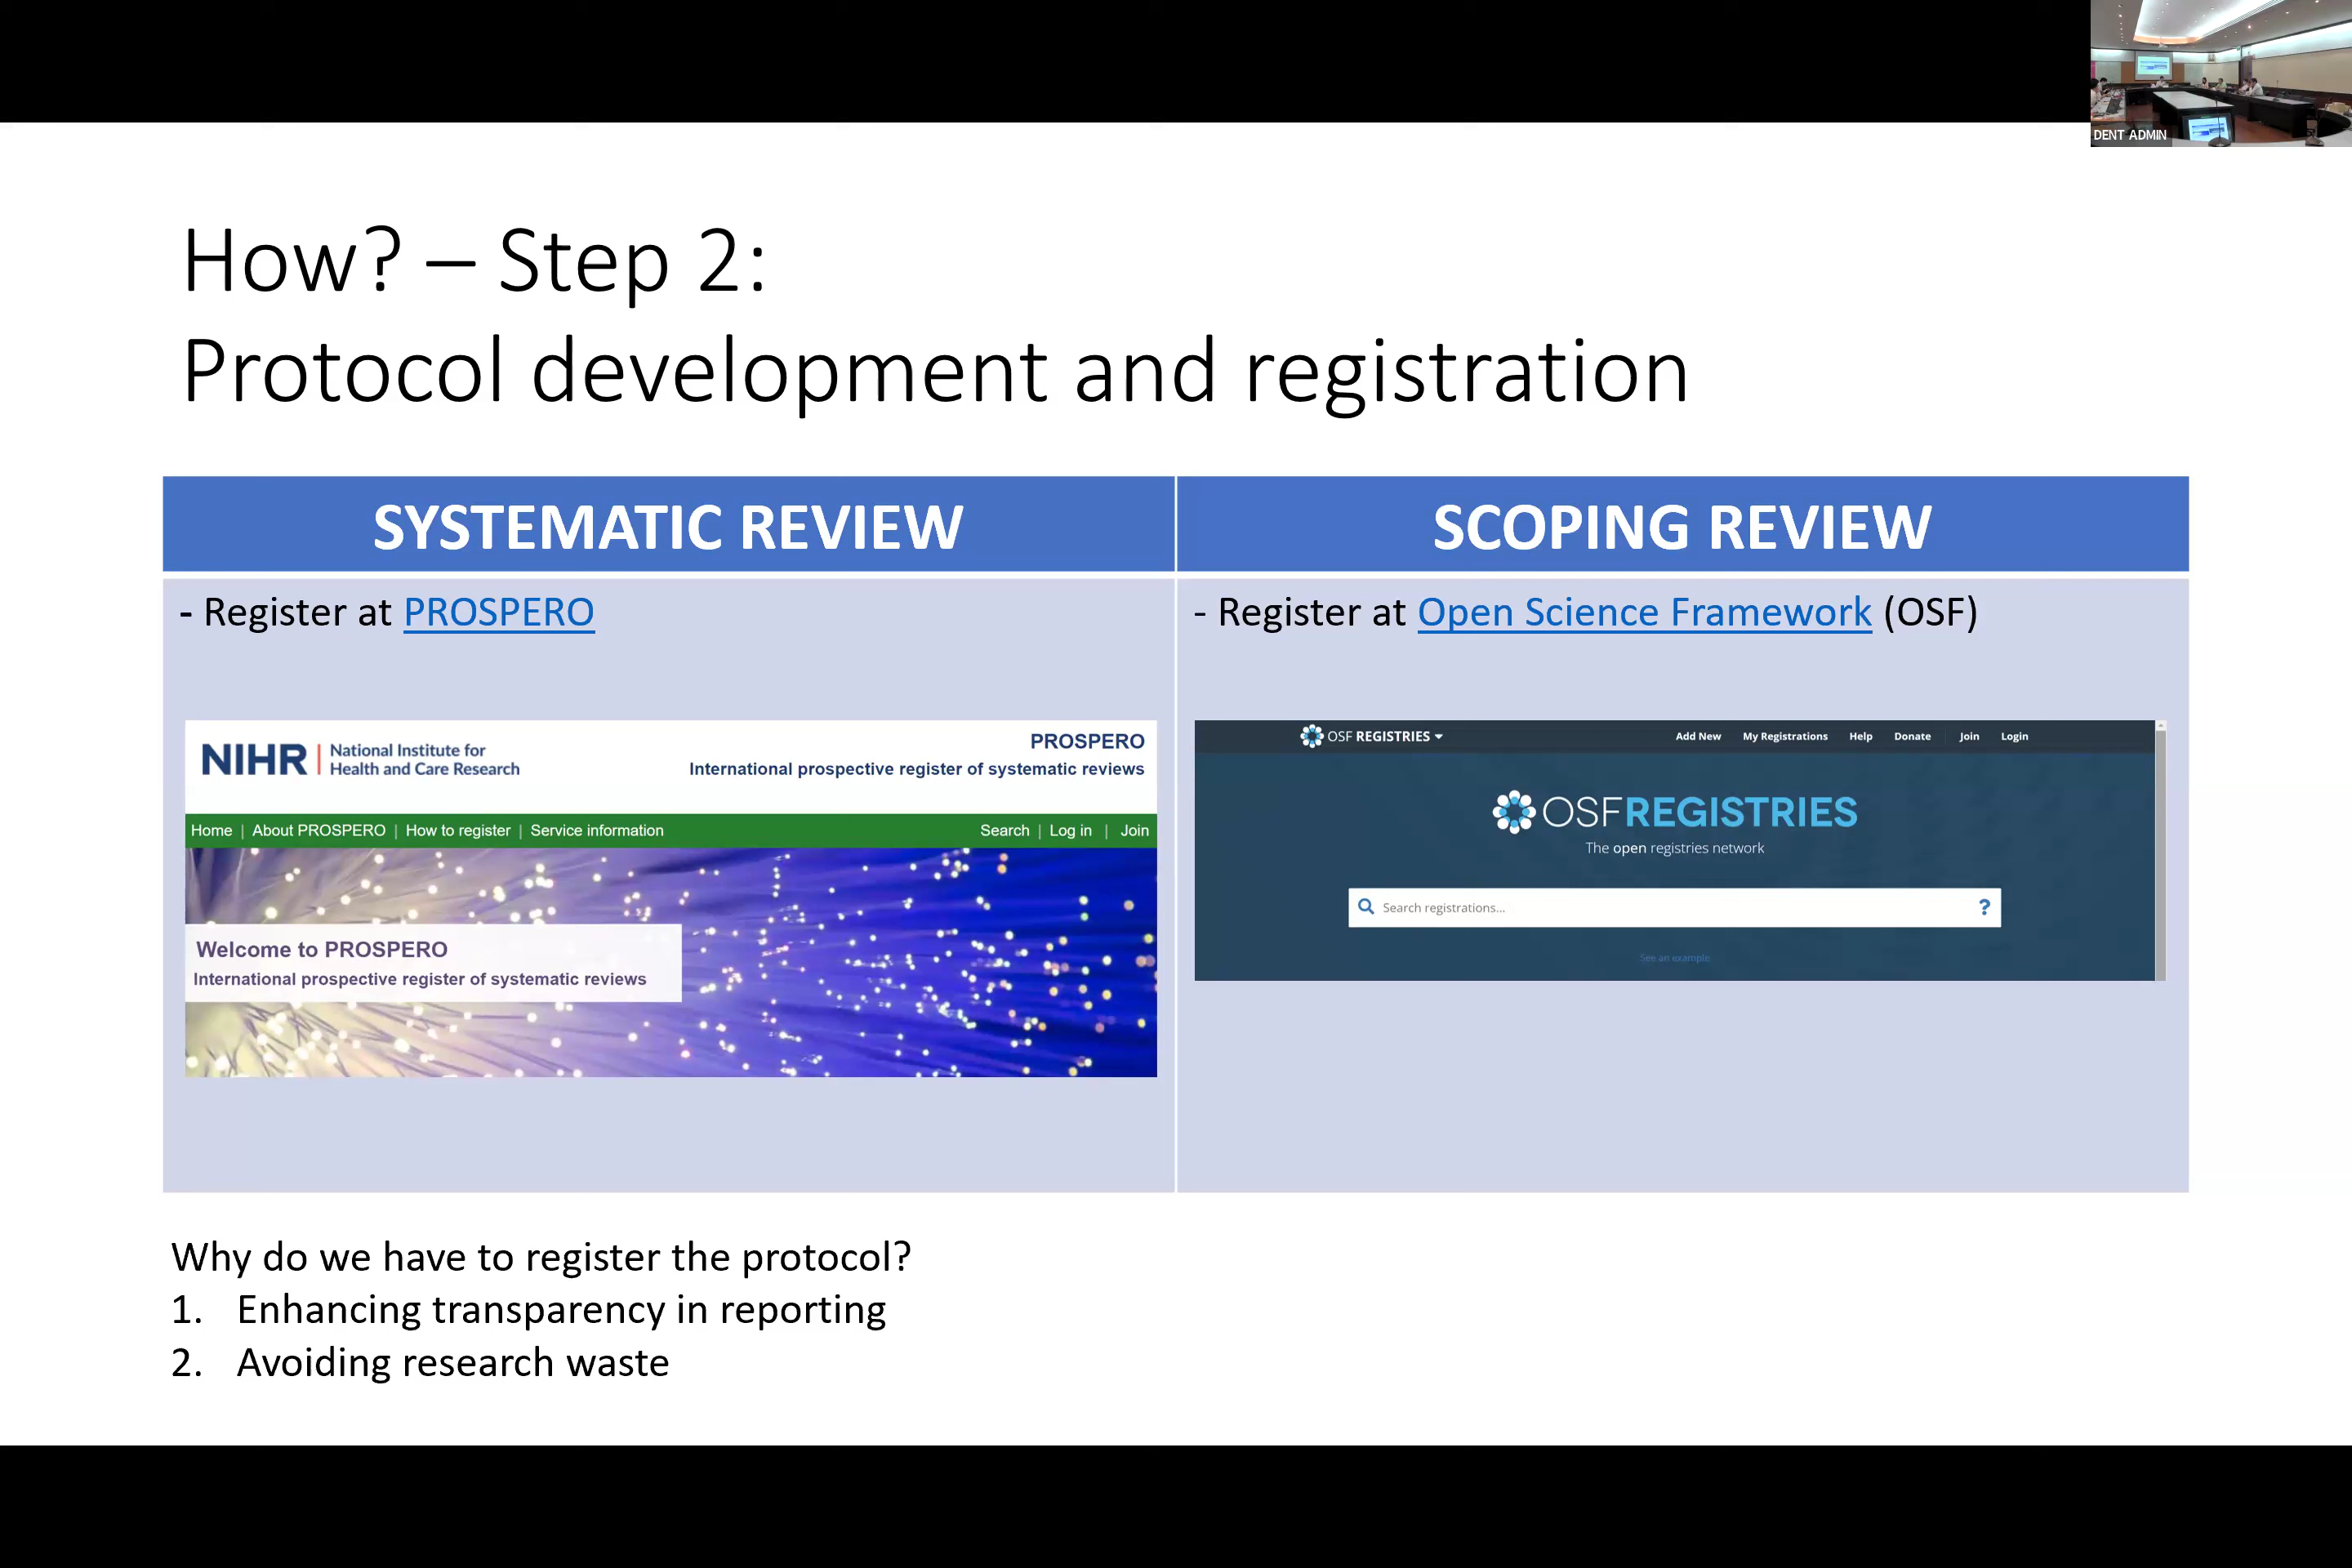 DENT ADMIN
How? – Step 2:
Protocol development and registration
SYSTEMATIC REVIEW
SCOPING REVIEW
- Register at PROSPERO
- Register at Open Science Framework (OSF)
NIHR | National Institute for
Health and Care Research
PROSPERO
International prospective register of systematic reviews
Home | About PROSPERO | How to register | Service information
Search | Log in | Join
Welcome to PROSPERO
International prospective register of systematic reviews
OSF REGISTRIES
Add New My Registrations Help Donate Join Login
OSFREGISTRIES
The open registries network
Search registrations...
?
See an example
Why do we have to register the protocol?
1. Enhancing transparency in reporting
2. Avoiding research waste